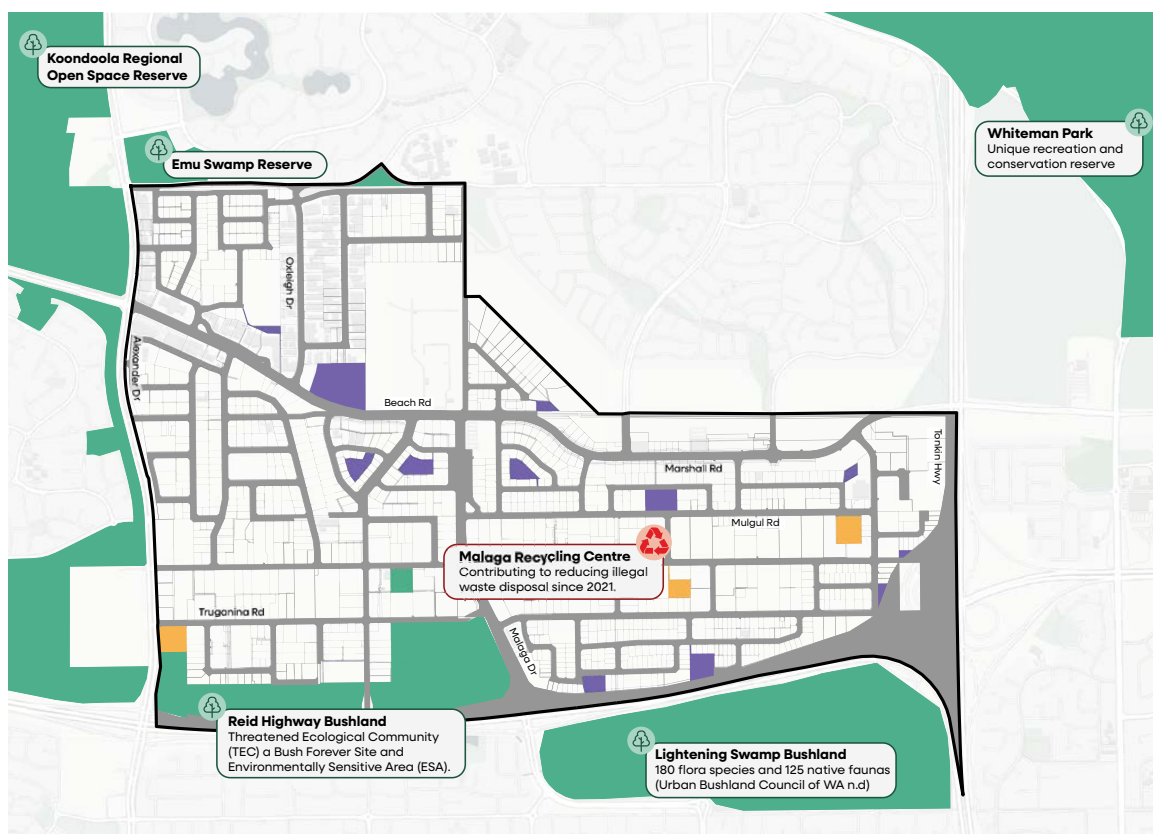 Koondoola Regional
Open Space Reserve
Emu Swamp Reserve
Whiteman Park
Unique recreation and
conservation reserve
Oxleigh Dr
Alexander Dr
Beach Rd
Tonkin Hwy
Marshall Rd
Mulgul Rd
Malaga Recycling Centre
Contributing to reducing illegal
waste disposal since 2021.
Truganina Rd
Malaga Dr
Reid Highway Bushland
Threatened Ecological Community
(TEC) a Bush Forever Site and
Environmentally Sensitive Area (ESA).
Lightening Swamp Bushland
180 flora species and 125 native faunas
(Urban Bushland Council of WA n.d)